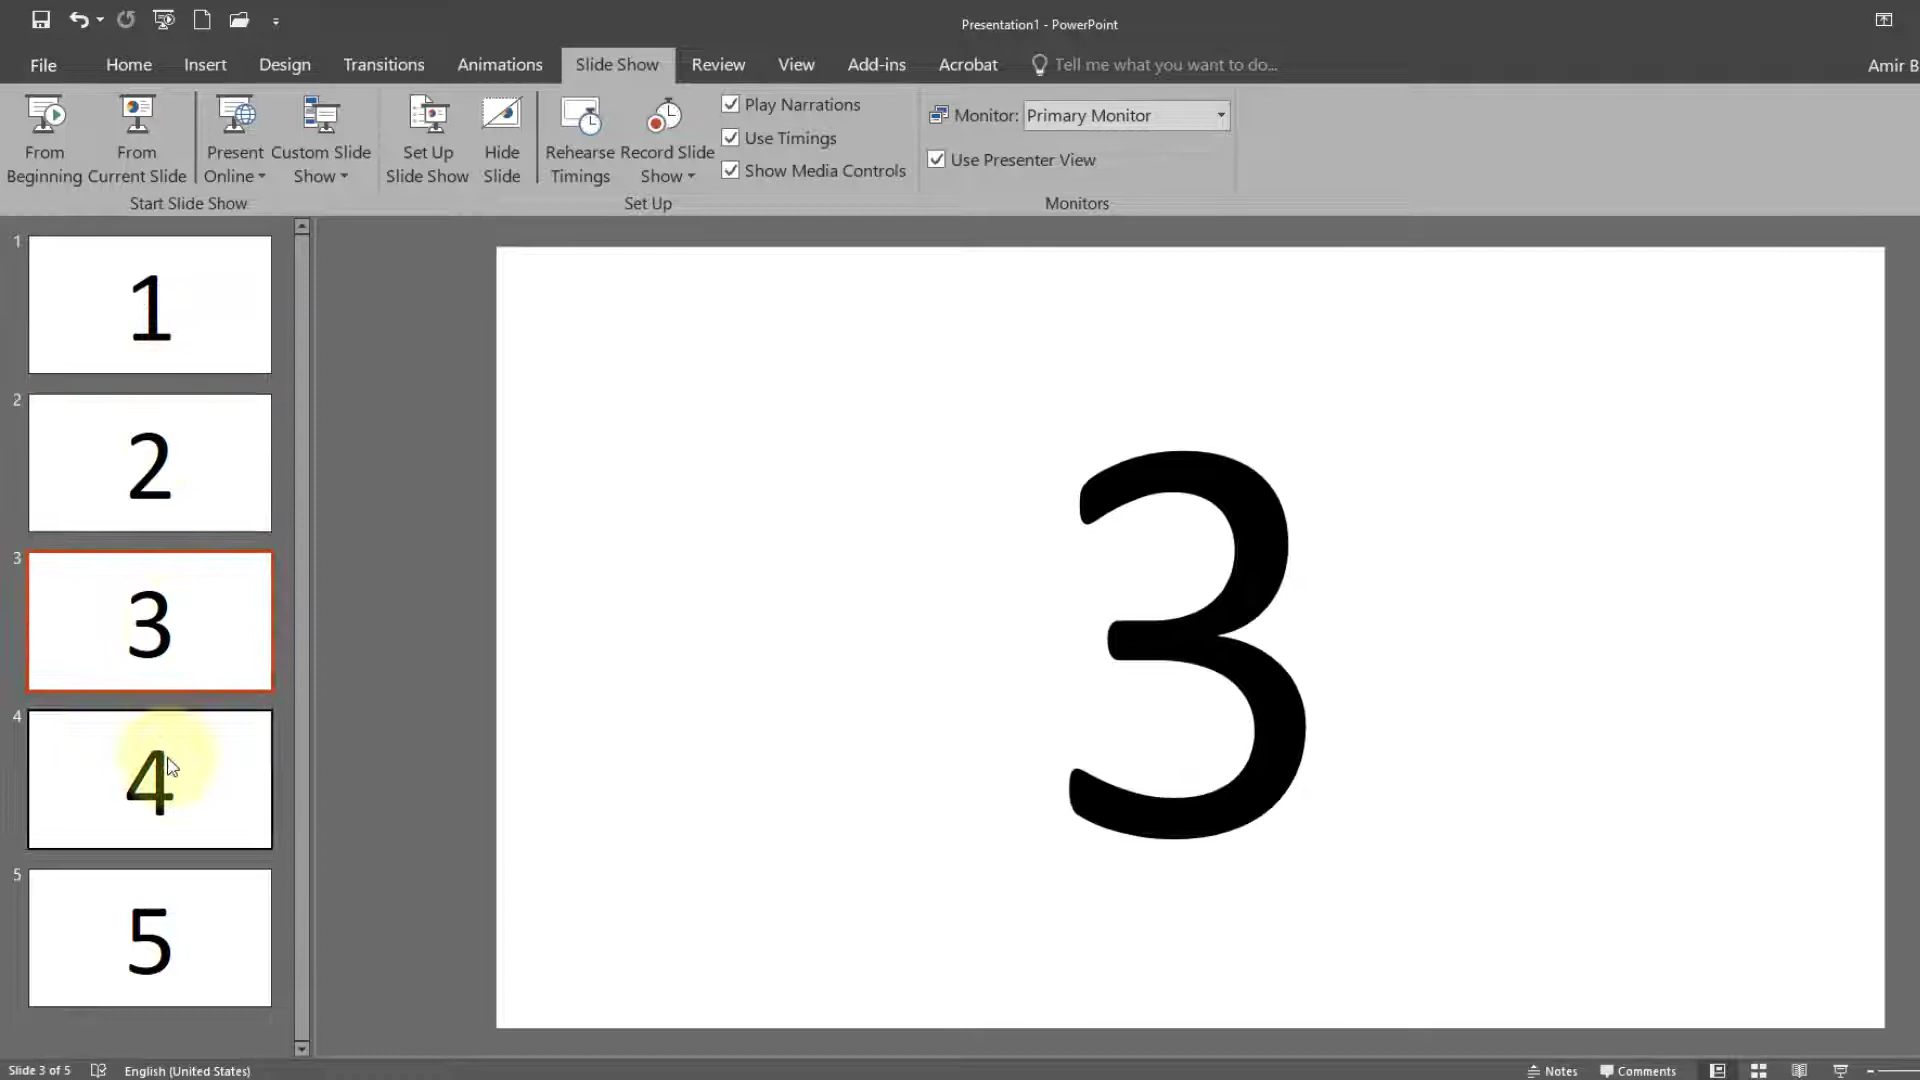 Presentation1 - PowerPoint
File Home Insert Design Transitions Animations Slide Show Review View Add-ins Acrobat Tell me what you want to do... Amir B
From Beginning
From Current Slide
Present Online
Custom Slide Show
Start Slide Show
Set Up Slide Show
Hide Slide
Rehearse Timings
Record Slide Show
Play Narrations
Use Timings
Show Media Controls
Set Up
Monitor: Primary Monitor
Use Presenter View
Monitors
1
1
2
2
3
3
4
4
5
5
3
Slide 3 of 5 English (United States) Notes Comments